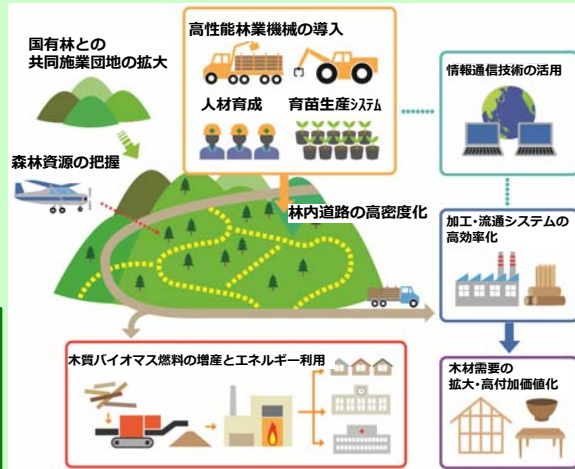 国有林との
共同施業団地の拡大
高性能林業機械の導入
人材育成
育苗生産ｼｽﾃﾑ
情報通信技術の活用
森林資源の把握
林内道路の高密度化
加工・流通システムの
高効率化
木質バイオマス燃料の増産とエネルギー利用
木材需要の
拡大・高付加価値化